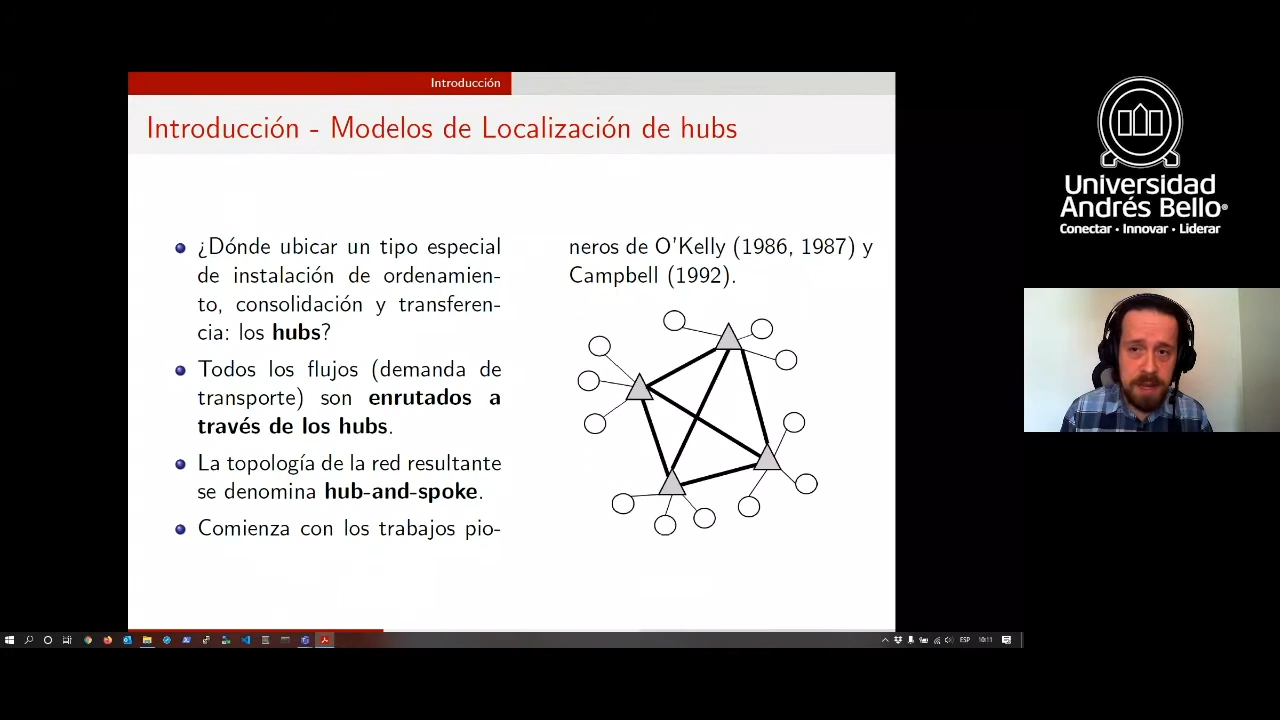 Introducción
Introducción - Modelos de Localización de hubs
¿Dónde ubicar un tipo especial
de instalación de ordenamien-
to, consolidación y transferen-
cia: los hubs?
Todos los flujos (demanda de
transporte) son enrutados a
través de los hubs.
La topología de la red resultante
se denomina hub-and-spoke.
Comienza con los trabajos pio-
neros de O'Kelly (1986, 1987) y
Campbell (1992).
Universidad
Andrés Bello®
Conectar • Innovar • Liderar
ESP
10:11